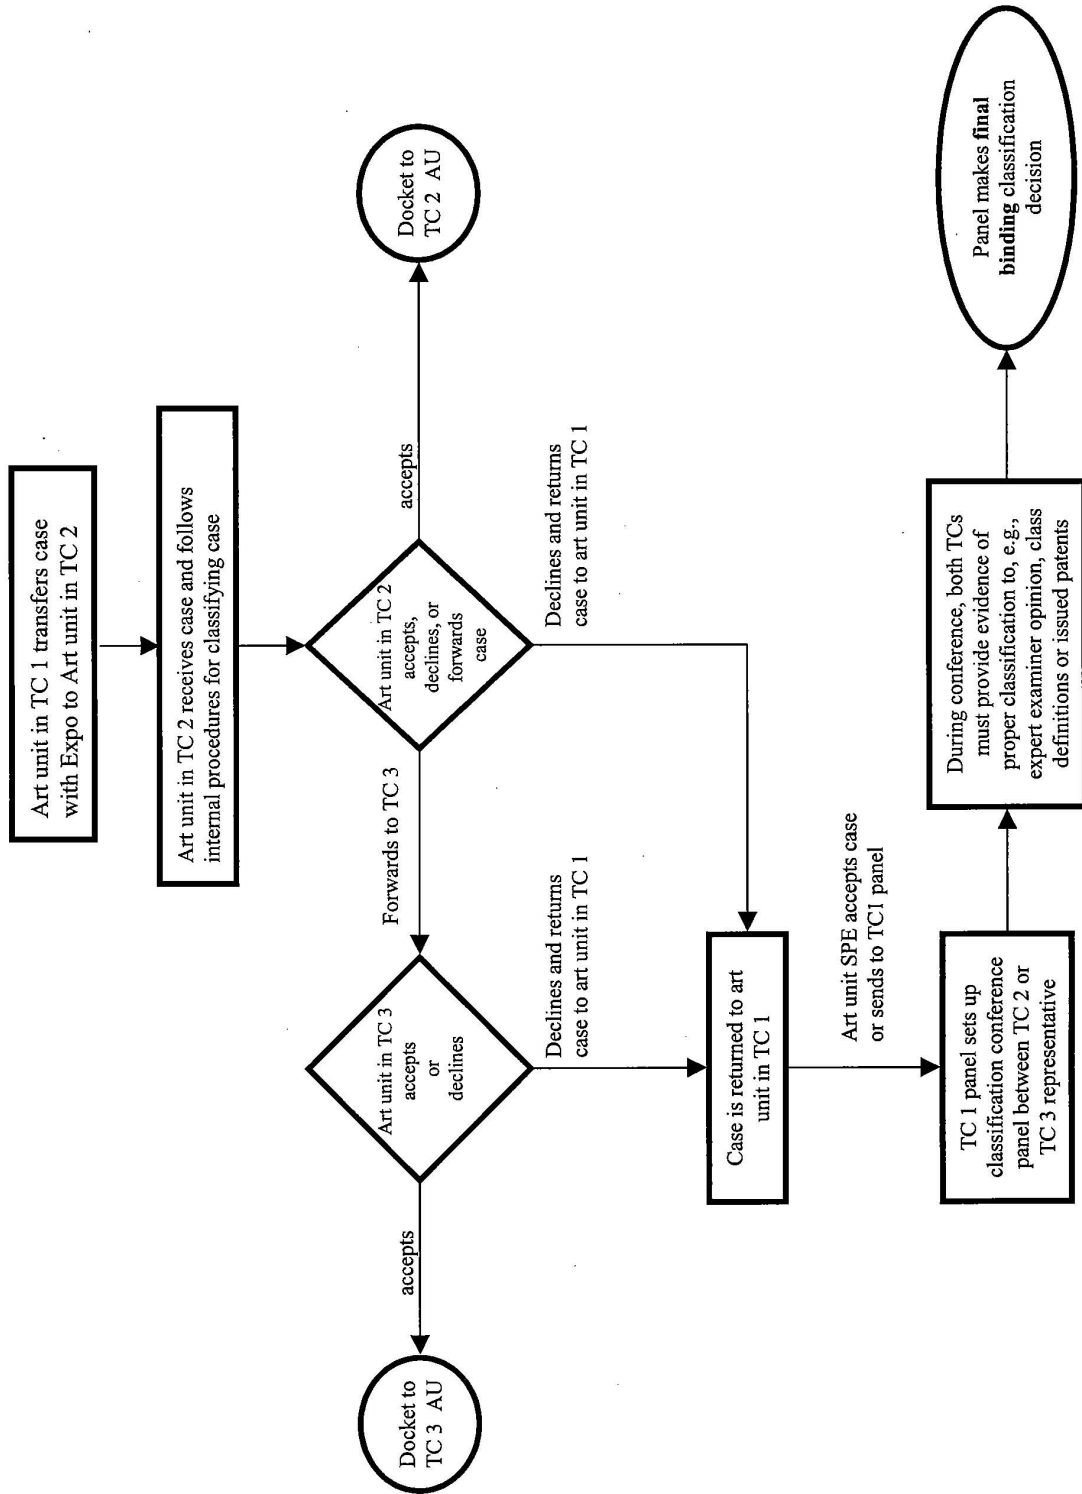 Art unit in TC 1 transfers case
with Expo to Art unit in TC 2
Art unit in TC 2 receives case and follows
internal procedures for classifying case
Art unit in TC 2
accepts,
declines, or
forwards
case
accepts
Docket to
TC 2 AU
Forwards to TC 3
Declines and returns
case to art unit in TC 1
Art unit in TC 3
accepts
or
declines
accepts
Docket to
TC 3 AU
Declines and returns
case to art unit in TC 1
Case is returned to art
unit in TC 1
Art unit SPE accepts case
or sends to TC1 panel
TC 1 panel sets up
classification conference
panel between TC 2 or
TC 3 representative
During conference, both TCs
must provide evidence of
proper classification to, e.g.,
expert examiner opinion, class
definitions or issued patents
Panel makes final
binding classification
decision